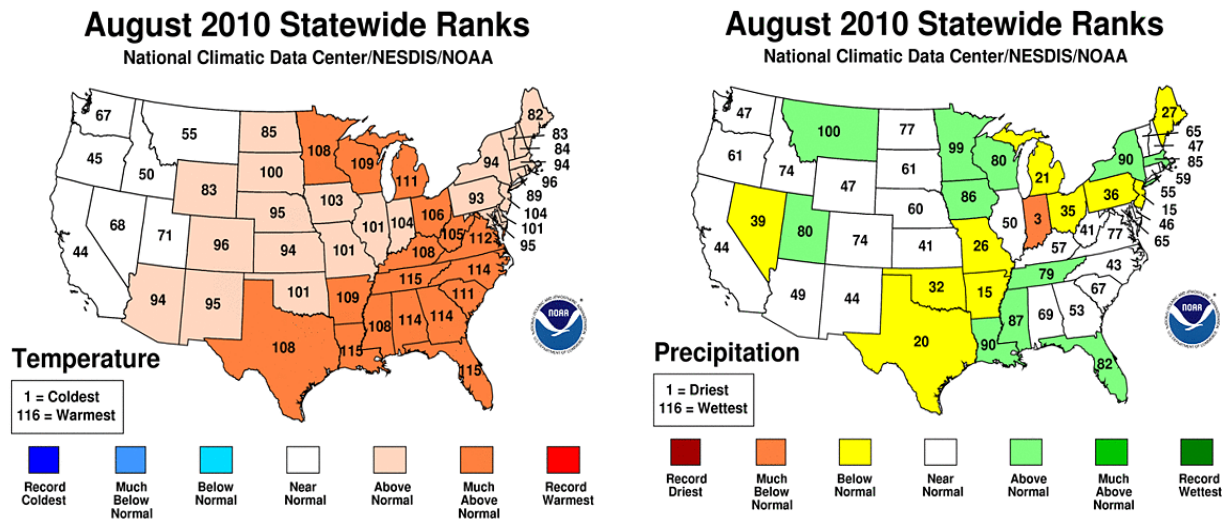 August 2010 Statewide Ranks
National Climatic Data Center/NESDIS/NOAA
67
55
85
108
109
111
82
83
84
94
94
96
89
104
101
95
45
50
83
100
103
93
95
101
104
106
105
112
68
71
96
94
101
108
44
115
114
94
95
101
109
111
108
114
114
108
115
115
NOAA
Temperature
1 = Coldest
116 = Warmest
Record
Coldest
Much
Below
Normal
Below
Normal
Near
Normal
Above
Normal
Much
Above
Normal
Record
Warmest
August 2010 Statewide Ranks
National Climatic Data Center/NESDIS/NOAA
47
100
77
99
80
21
27
65
47
85
90
59
55
15
46
65
61
74
47
61
86
36
60
50
3
35
41
77
39
80
74
41
26
57
44
79
43
49
44
32
15
67
87
69
53
20
90
82
NOAA
Precipitation
1 = Driest
116 = Wettest
Record
Driest
Much
Below
Normal
Below
Normal
Near
Normal
Above
Normal
Much
Above
Normal
Record
Wettest